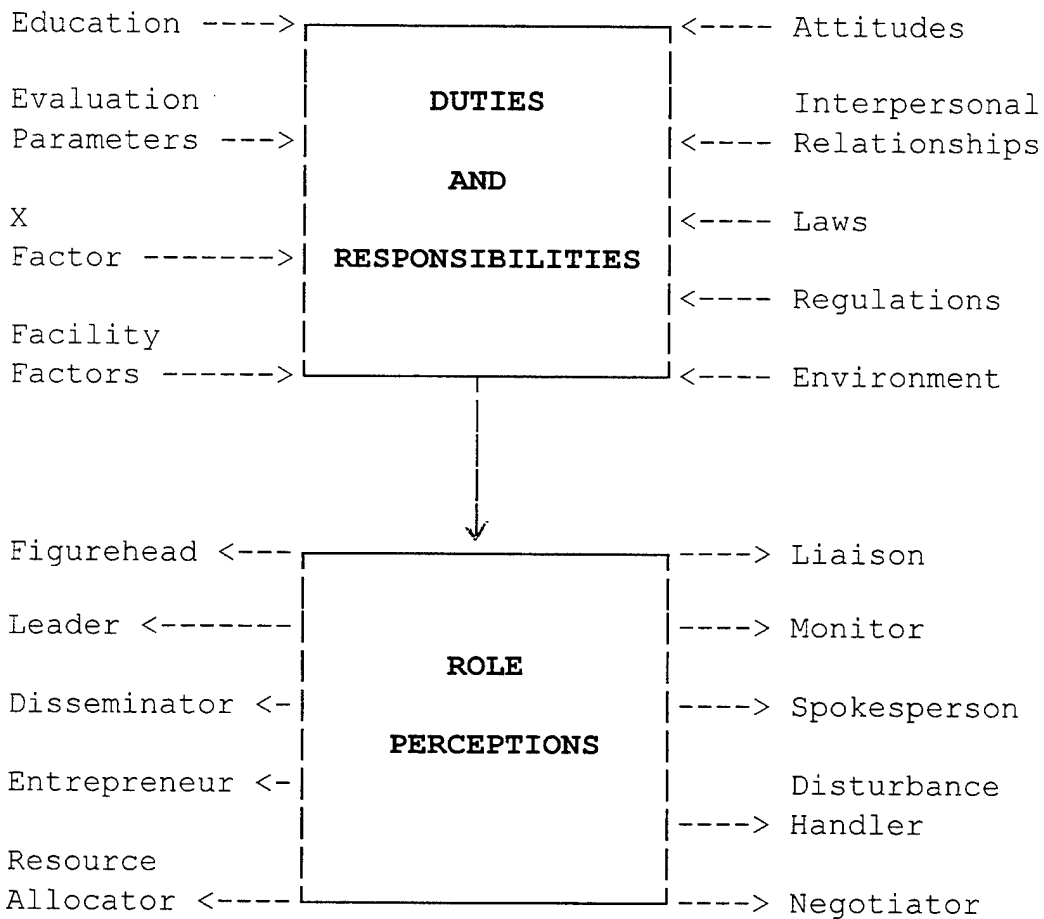 Education ----> <---- Attitudes
Evaluation DUTIES Interpersonal
Parameters ---> <---- Relationships
AND
X <---- Laws
Factor -------> RESPONSIBILITIES
<---- Regulations
Facility
Factors ------> <---- Environment
Figurehead <--- ----> Liaison
Leader <------- ----> Monitor
ROLE
Disseminator <- ----> Spokesperson
PERCEPTIONS
Entrepreneur <- Disturbance
----> Handler
Resource
Allocator <---- ----> Negotiator